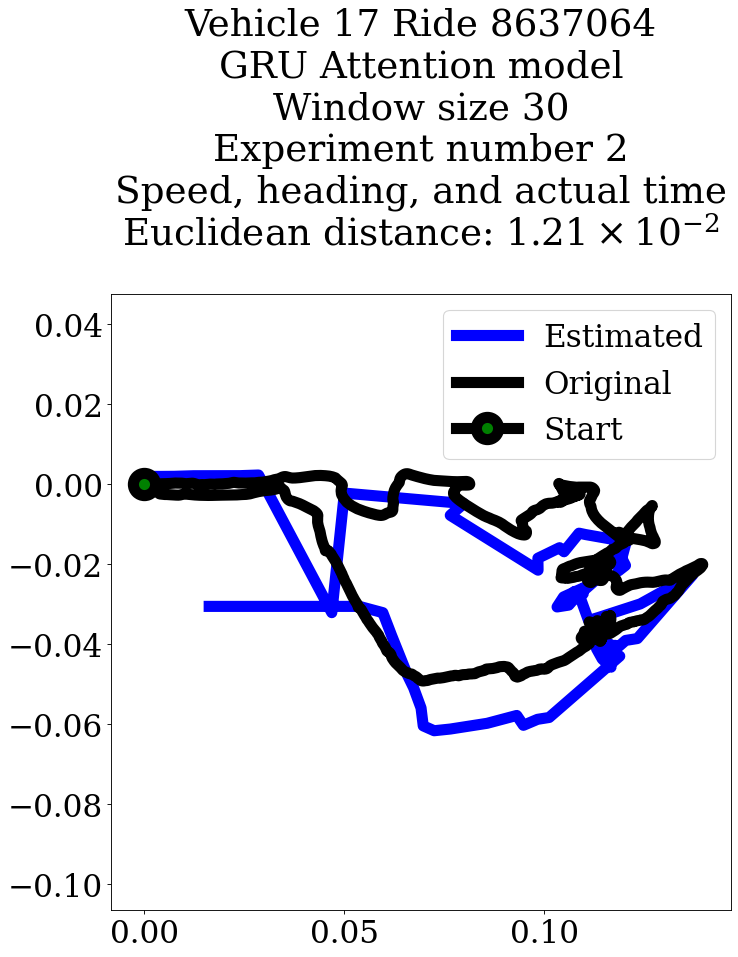 Vehicle 17 Ride 8637064
GRU Attention model
Window size 30
Experiment number 2
Speed, heading, and actual time
Euclidean distance: 1.21 × 10⁻²
Estimated
Original
Start
0.04
0.02
0.00
−0.02
−0.04
−0.06
−0.08
−0.10
0.00 0.05 0.10